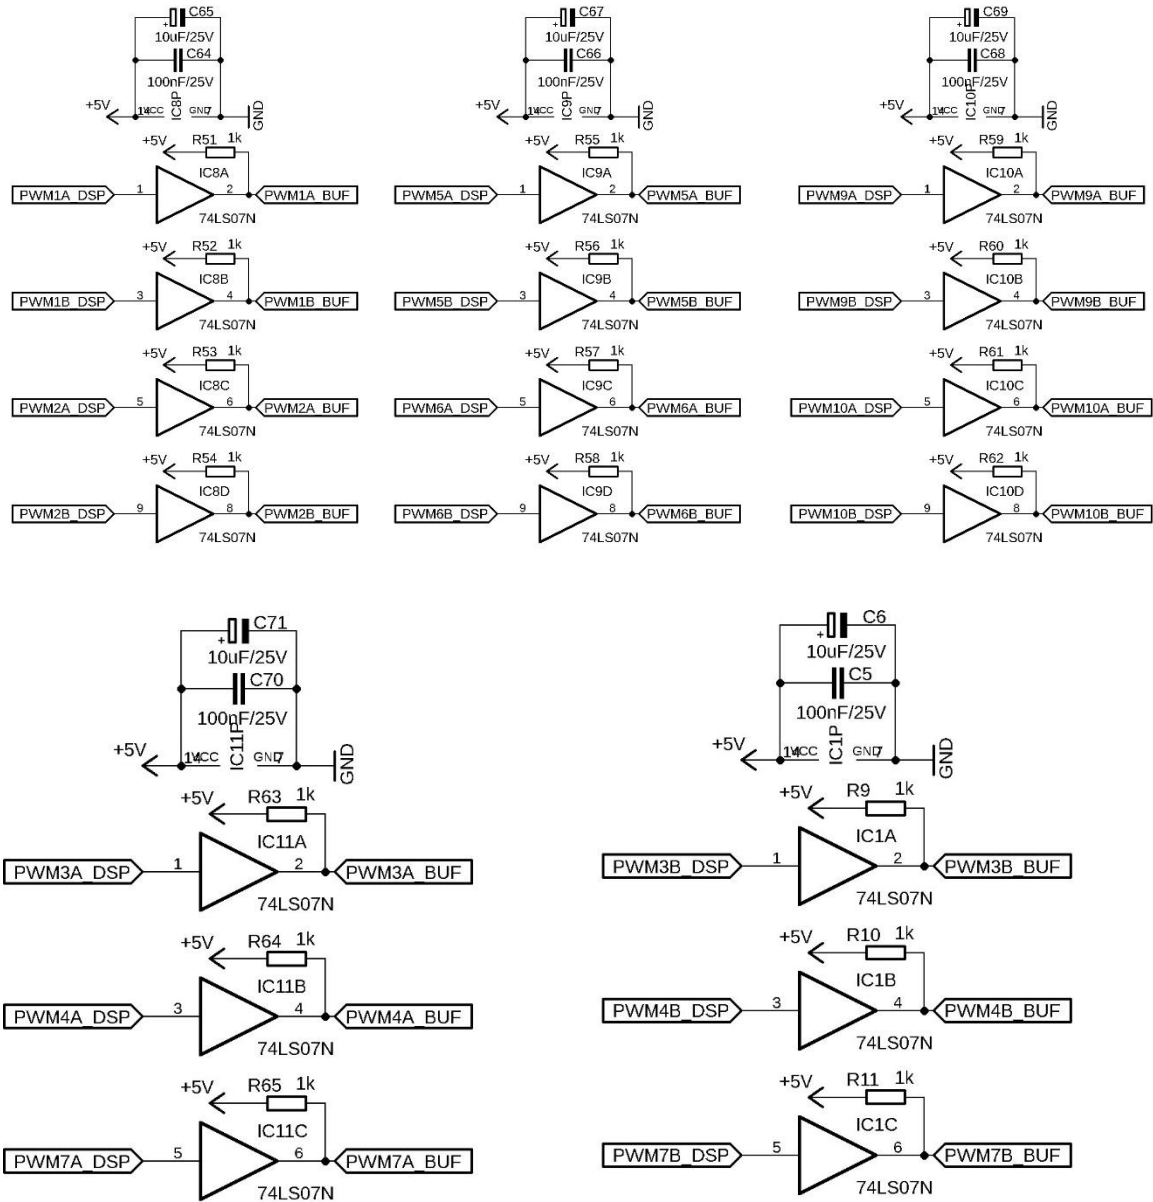 C65
10uF/25V
C64
100nF/25V
+5V
14
VCC
IC8P
GND
7
GND
+5V R51 1k
IC8A
PWM1A_DSP 1 2 PWM1A_BUF
74LS07N
+5V R52 1k
IC8B
PWM1B_DSP 3 4 PWM1B_BUF
74LS07N
+5V R53 1k
IC8C
PWM2A_DSP 5 6 PWM2A_BUF
74LS07N
+5V R54 1k
IC8D
PWM2B_DSP 9 8 PWM2B_BUF
74LS07N
C67
10uF/25V
C66
100nF/25V
+5V
14
VCC
IC9P
GND
7
GND
+5V R55 1k
IC9A
PWM5A_DSP 1 2 PWM5A_BUF
74LS07N
+5V R56 1k
IC9B
PWM5B_DSP 3 4 PWM5B_BUF
74LS07N
+5V R57 1k
IC9C
PWM6A_DSP 5 6 PWM6A_BUF
74LS07N
+5V R58 1k
IC9D
PWM6B_DSP 9 8 PWM6B_BUF
74LS07N
C69
10uF/25V
C68
100nF/25V
+5V
14
VCC
IC10P
GND
7
GND
+5V R59 1k
IC10A
PWM9A_DSP 1 2 PWM9A_BUF
74LS07N
+5V R60 1k
IC10B
PWM9B_DSP 3 4 PWM9B_BUF
74LS07N
+5V R61 1k
IC10C
PWM10A_DSP 5 6 PWM10A_BUF
74LS07N
+5V R62 1k
IC10D
PWM10B_DSP 9 8 PWM10B_BUF
74LS07N
C71
10uF/25V
C70
100nF/25V
+5V
14
VCC
IC11P
GND
7
GND
+5V R63 1k
IC11A
PWM3A_DSP 1 2 PWM3A_BUF
74LS07N
+5V R64 1k
IC11B
PWM4A_DSP 3 4 PWM4A_BUF
74LS07N
+5V R65 1k
IC11C
PWM7A_DSP 5 6 PWM7A_BUF
74LS07N
C6
10uF/25V
C5
100nF/25V
+5V
14
VCC
IC1P
GND
7
GND
+5V R9 1k
IC1A
PWM3B_DSP 1 2 PWM3B_BUF
74LS07N
+5V R10 1k
IC1B
PWM4B_DSP 3 4 PWM4B_BUF
74LS07N
+5V R11 1k
IC1C
PWM7B_DSP 5 6 PWM7B_BUF
74LS07N